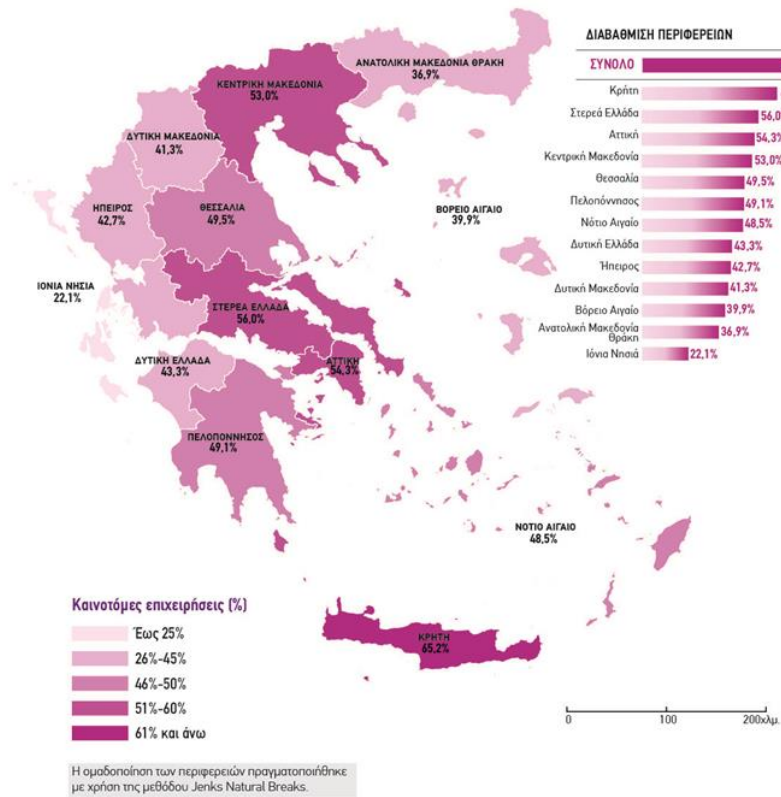 ΔΙΑΒΑΘΜΙΣΗ ΠΕΡΙΦΕΡΕΙΩΝ
ΣΥΝΟΛΟ
Κρήτη
Στερεά Ελλάδα 56,0
Αττική 54,3%
Κεντρική Μακεδονία 53,0%
Θεσσαλία 49,5%
Πελοπόννησος 49,1%
Νότιο Αιγαίο 48,5%
Δυτική Ελλάδα 43,3%
Ήπειρος 42,7%
Δυτική Μακεδονία 41,3%
Βόρειο Αιγαίο 39,9%
Ανατολική Μακεδονία
Θράκη 36,9%
Ιόνια Νησιά 22,1%
ΑΝΑΤΟΛΙΚΗ ΜΑΚΕΔΟΝΙΑ ΘΡΑΚΗ
36,9%
ΚΕΝΤΡΙΚΗ ΜΑΚΕΔΟΝΙΑ
53,0%
ΔΥΤΙΚΗ ΜΑΚΕΔΟΝΙΑ
41,3%
ΗΠΕΙΡΟΣ
42,7%
ΘΕΣΣΑΛΙΑ
49,5%
ΒΟΡΕΙΟ ΑΙΓΑΙΟ
39,9%
ΙΟΝΙΑ ΝΗΣΙΑ
22,1%
ΣΤΕΡΕΑ ΕΛΛΑΔΑ
56,0%
ΔΥΤΙΚΗ ΕΛΛΑΔΑ
43,3%
ΑΤΤΙΚΗ
54,3%
ΠΕΛΟΠΟΝΝΗΣΟΣ
49,1%
ΝΟΤΙΟ ΑΙΓΑΙΟ
48,5%
ΚΡΗΤΗ
65,2%
Καινοτόμες επιχειρήσεις (%)
Έως 25%
26%-45%
46%-50%
51%-60%
61% και άνω
0 100 200χλμ.
Η ομαδοποίηση των περιφερειών πραγματοποιήθηκε
με χρήση της μεθόδου Jenks Natural Breaks.